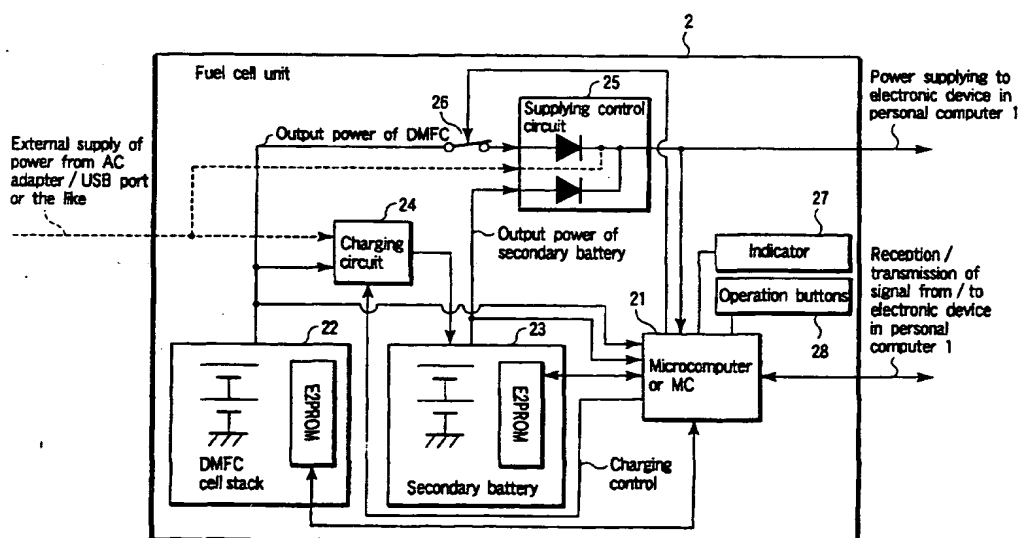 2
Fuel cell unit
Power supplying to
electronic device in
personal computer 1
25
Supplying control
circuit
26
Output power of DMFC
External supply of
power from AC
adapter / USB port
or the like
24
Charging
circuit
Output power of
secondary battery
27
Indicator
Reception /
transmission of
signal from / to
electronic device
in personal
computer 1
Operation buttons
28
21
Microcomputer
or MC
22
E2PROM
DMFC
cell stack
23
E2PROM
Secondary battery
Charging
control